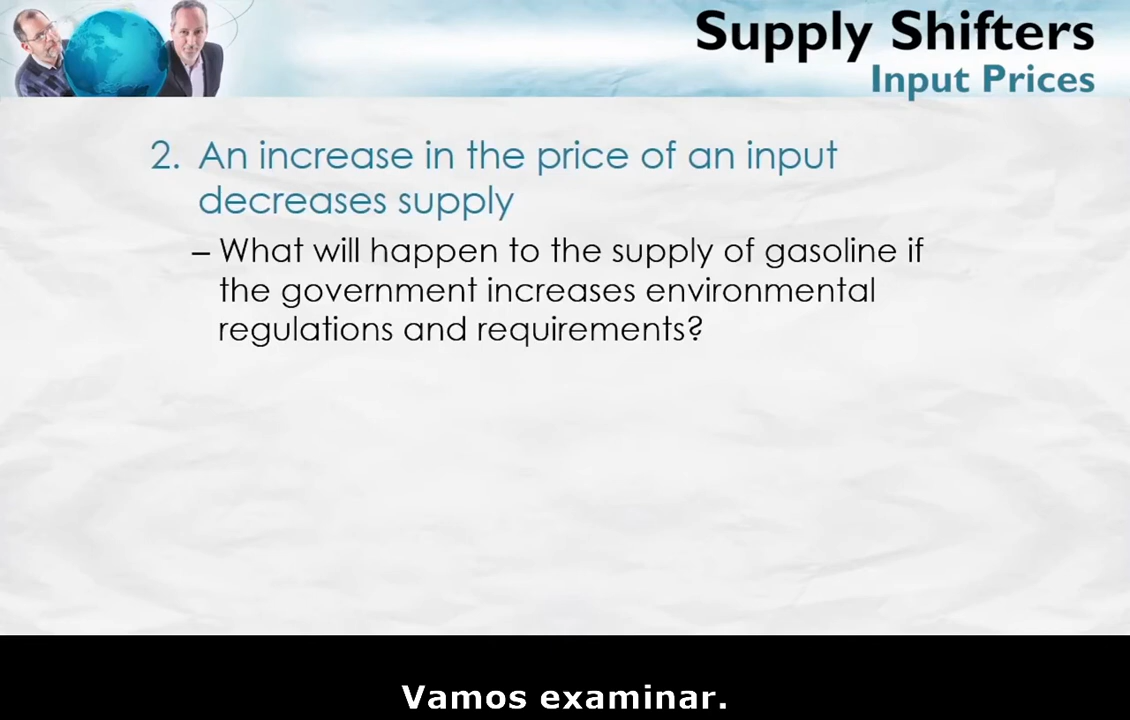 Supply Shifters
Input Prices
2. An increase in the price of an input
decreases supply
– What will happen to the supply of gasoline if
the government increases environmental
regulations and requirements?
Vamos examinar.